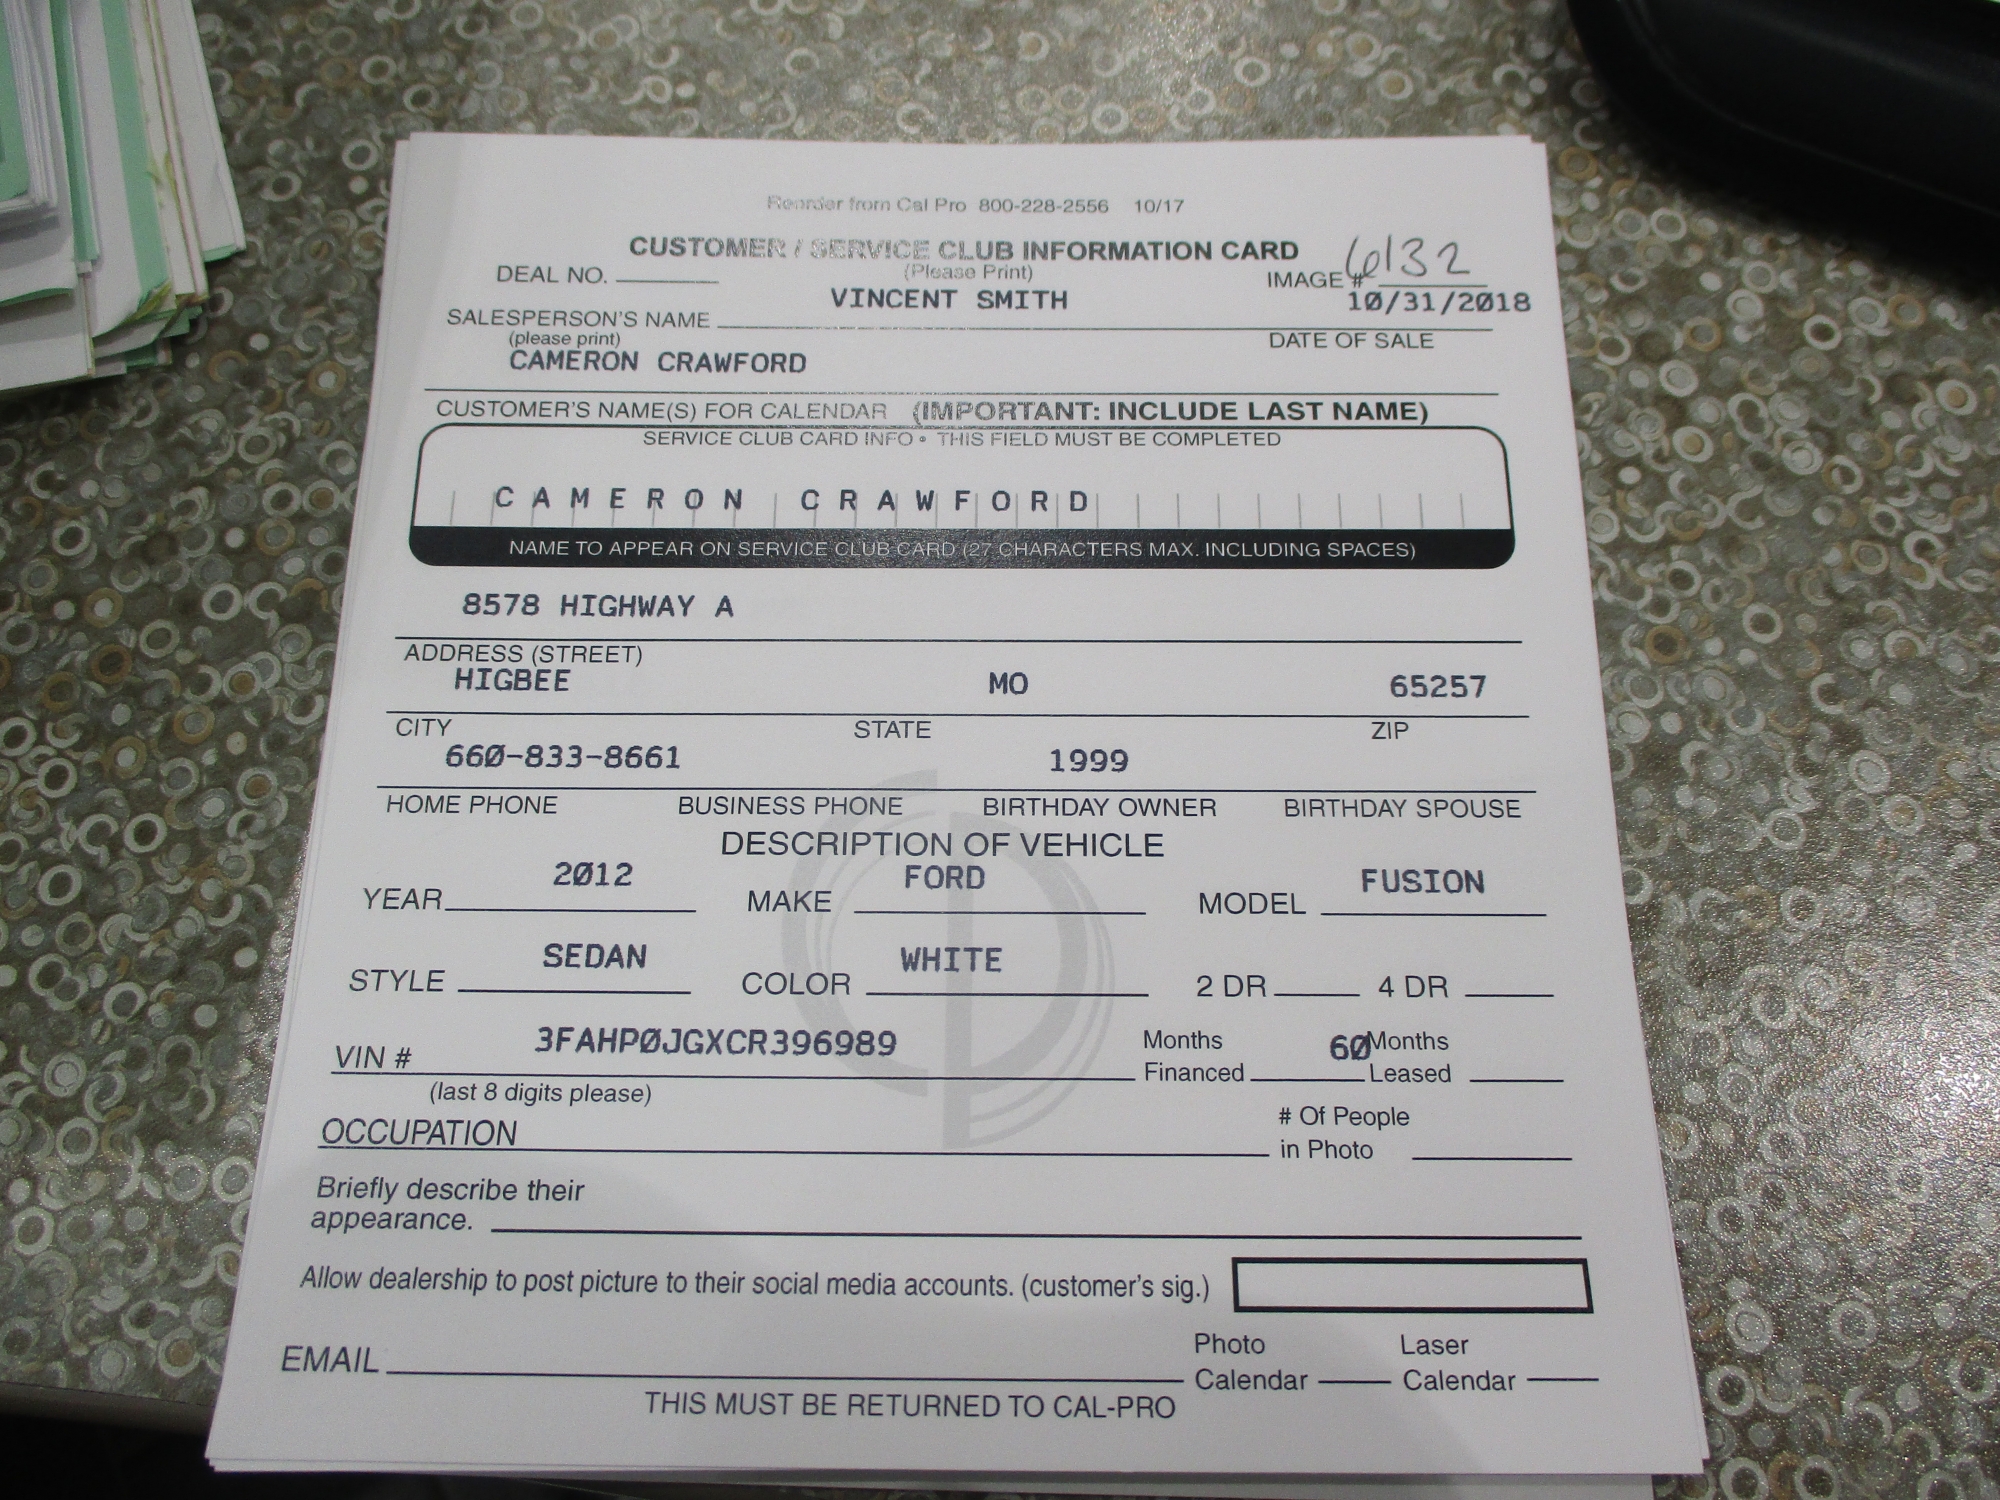 Reorder from Cal Pro 800-228-2556 10/17
CUSTOMER / SERVICE CLUB INFORMATION CARD
DEAL NO. (Please Print) IMAGE # 6132
VINCENT SMITH 10/31/2018
SALESPERSON'S NAME
(please print) DATE OF SALE
CAMERON CRAWFORD
CUSTOMER'S NAME(S) FOR CALENDAR (IMPORTANT: INCLUDE LAST NAME)
SERVICE CLUB CARD INFO • THIS FIELD MUST BE COMPLETED
CAMERON CRAWFORD
NAME TO APPEAR ON SERVICE CLUB CARD (27 CHARACTERS MAX. INCLUDING SPACES)
8578 HIGHWAY A
ADDRESS (STREET)
HIGBEE MO 65257
CITY STATE ZIP
660-833-8661 1999
HOME PHONE BUSINESS PHONE BIRTHDAY OWNER BIRTHDAY SPOUSE
DESCRIPTION OF VEHICLE
YEAR 2012 MAKE FORD MODEL FUSION
STYLE SEDAN COLOR WHITE 2 DR 4 DR
VIN # 3FAHP0JGXCR396989 Months Financed 60 Months Leased
(last 8 digits please)
OCCUPATION # Of People in Photo
Briefly describe their
appearance.
Allow dealership to post picture to their social media accounts. (customer's sig.)
EMAIL Photo Calendar Laser Calendar
THIS MUST BE RETURNED TO CAL-PRO